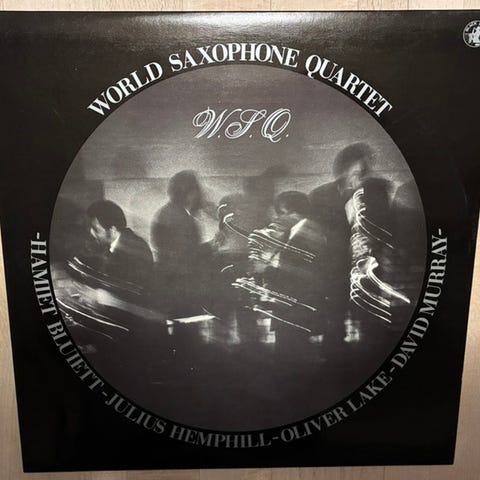 WORLD SAXOPHONE QUARTET
W.S.Q.
-HAMIET BLUIETT-JULIUS HEMPHILL-OLIVER LAKE-DAVID MURRAY-